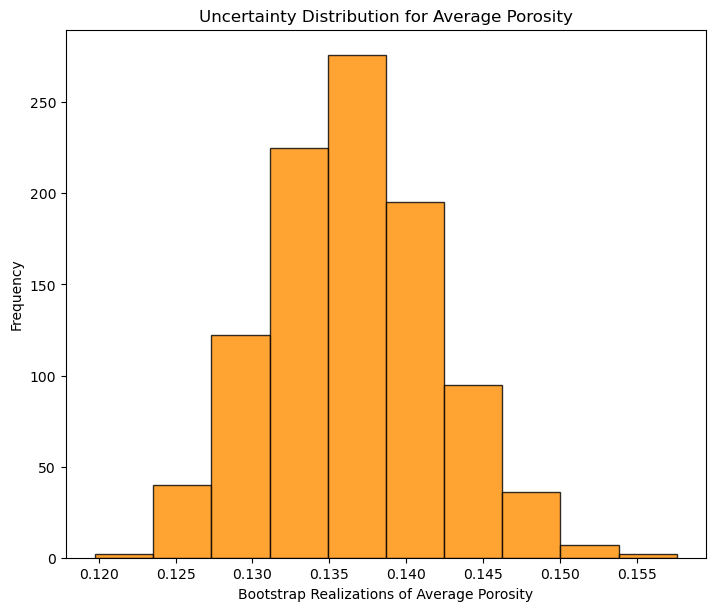 Uncertainty Distribution for Average Porosity
Frequency
250
200
150
100
50
0
0.120 0.125 0.130 0.135 0.140 0.145 0.150 0.155
Bootstrap Realizations of Average Porosity